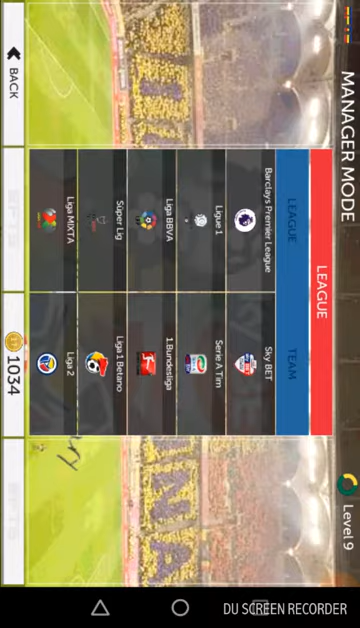 MANAGER MODE
Level 9
LEAGUE
LEAGUE TEAM
Barclays Premier League
Sky BET
Ligue 1
Serie A Tim
Liga BBVA
1.Bundesliga
Süper Lig
Liga 1 Betano
Liga MIXTA
Liga 2
BACK
1034
DU SCREEN RECORDER